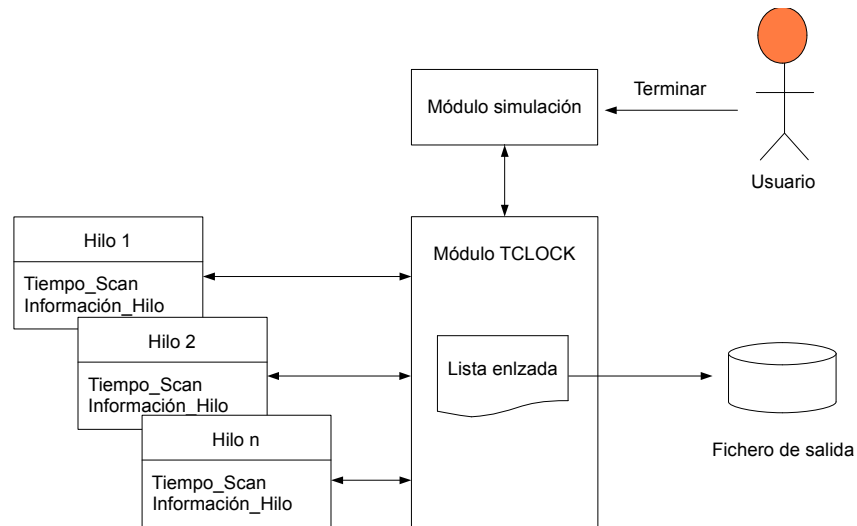 Terminar
Módulo simulación
Usuario
Hilo 1
Módulo TCLOCK
Tiempo_Scan
Información_Hilo
Hilo 2
Lista enlzada
Tiempo_Scan
Información_Hilo
Hilo n
Fichero de salida
Tiempo_Scan
Información_Hilo